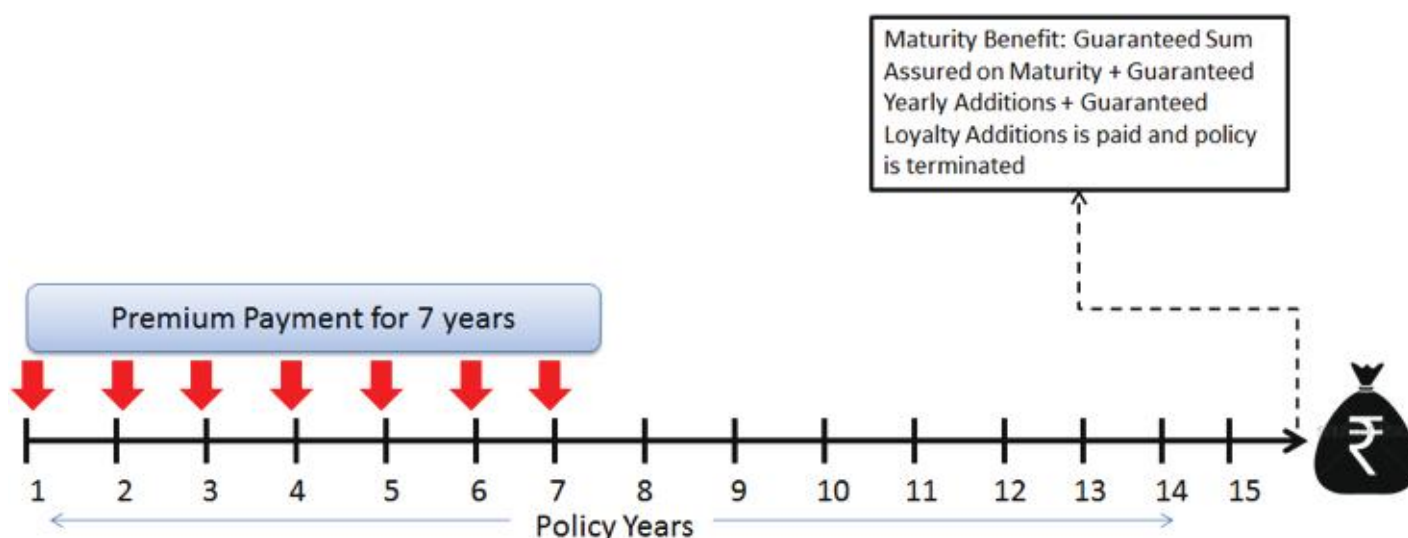 Maturity Benefit: Guaranteed Sum
Assured on Maturity + Guaranteed
Yearly Additions + Guaranteed
Loyalty Additions is paid and policy
is terminated
Premium Payment for 7 years
1 2 3 4 5 6 7 8 9 10 11 12 13 14 15
Policy Years
₹